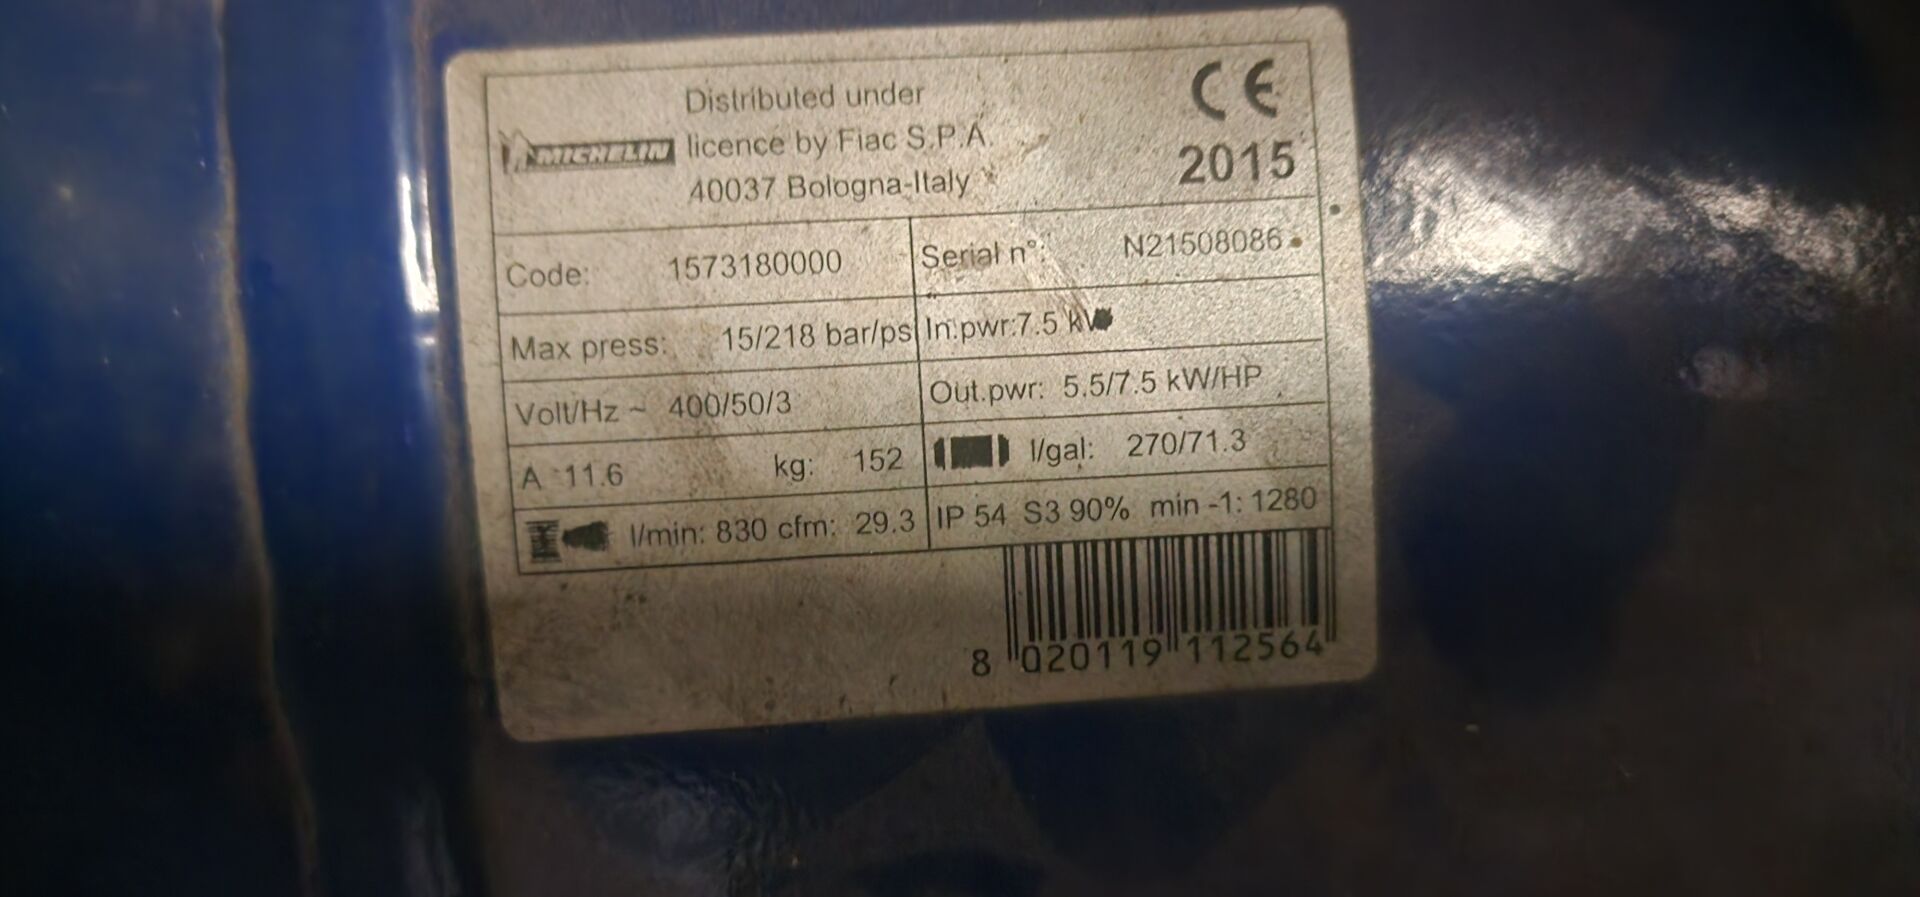 Distributed under
MICHELIN licence by Fiac S.P.A.
40037 Bologna-Italy
CE
2015
Code: 1573180000
Serial n°: N21508086
Max press: 15/218 bar/ps
In.pwr:7.5 kW
Volt/Hz ~ 400/50/3
Out.pwr: 5.5/7.5 kW/HP
A 11.6 kg: 152
l/gal: 270/71.3
l/min: 830 cfm: 29.3
IP 54 S3 90% min -1: 1280
8 020119 112564